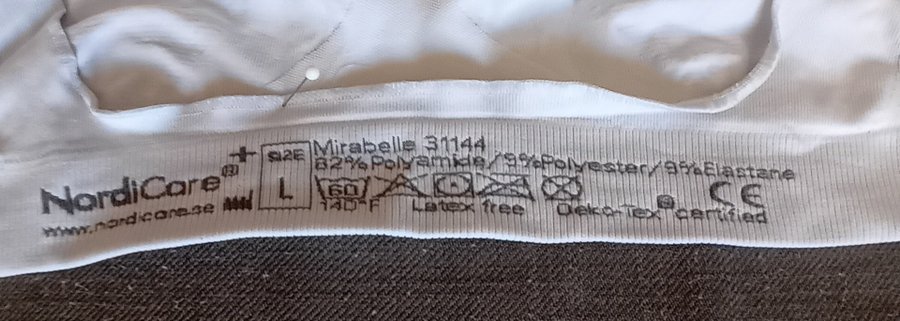 NordiCare®
www.nordicare.se
SIZE
L
Mirabelle 31144
82%Polyamide/9%Polyester/9%Elastane
60
140°F
Latex free
Oeko-Tex® certified
CE